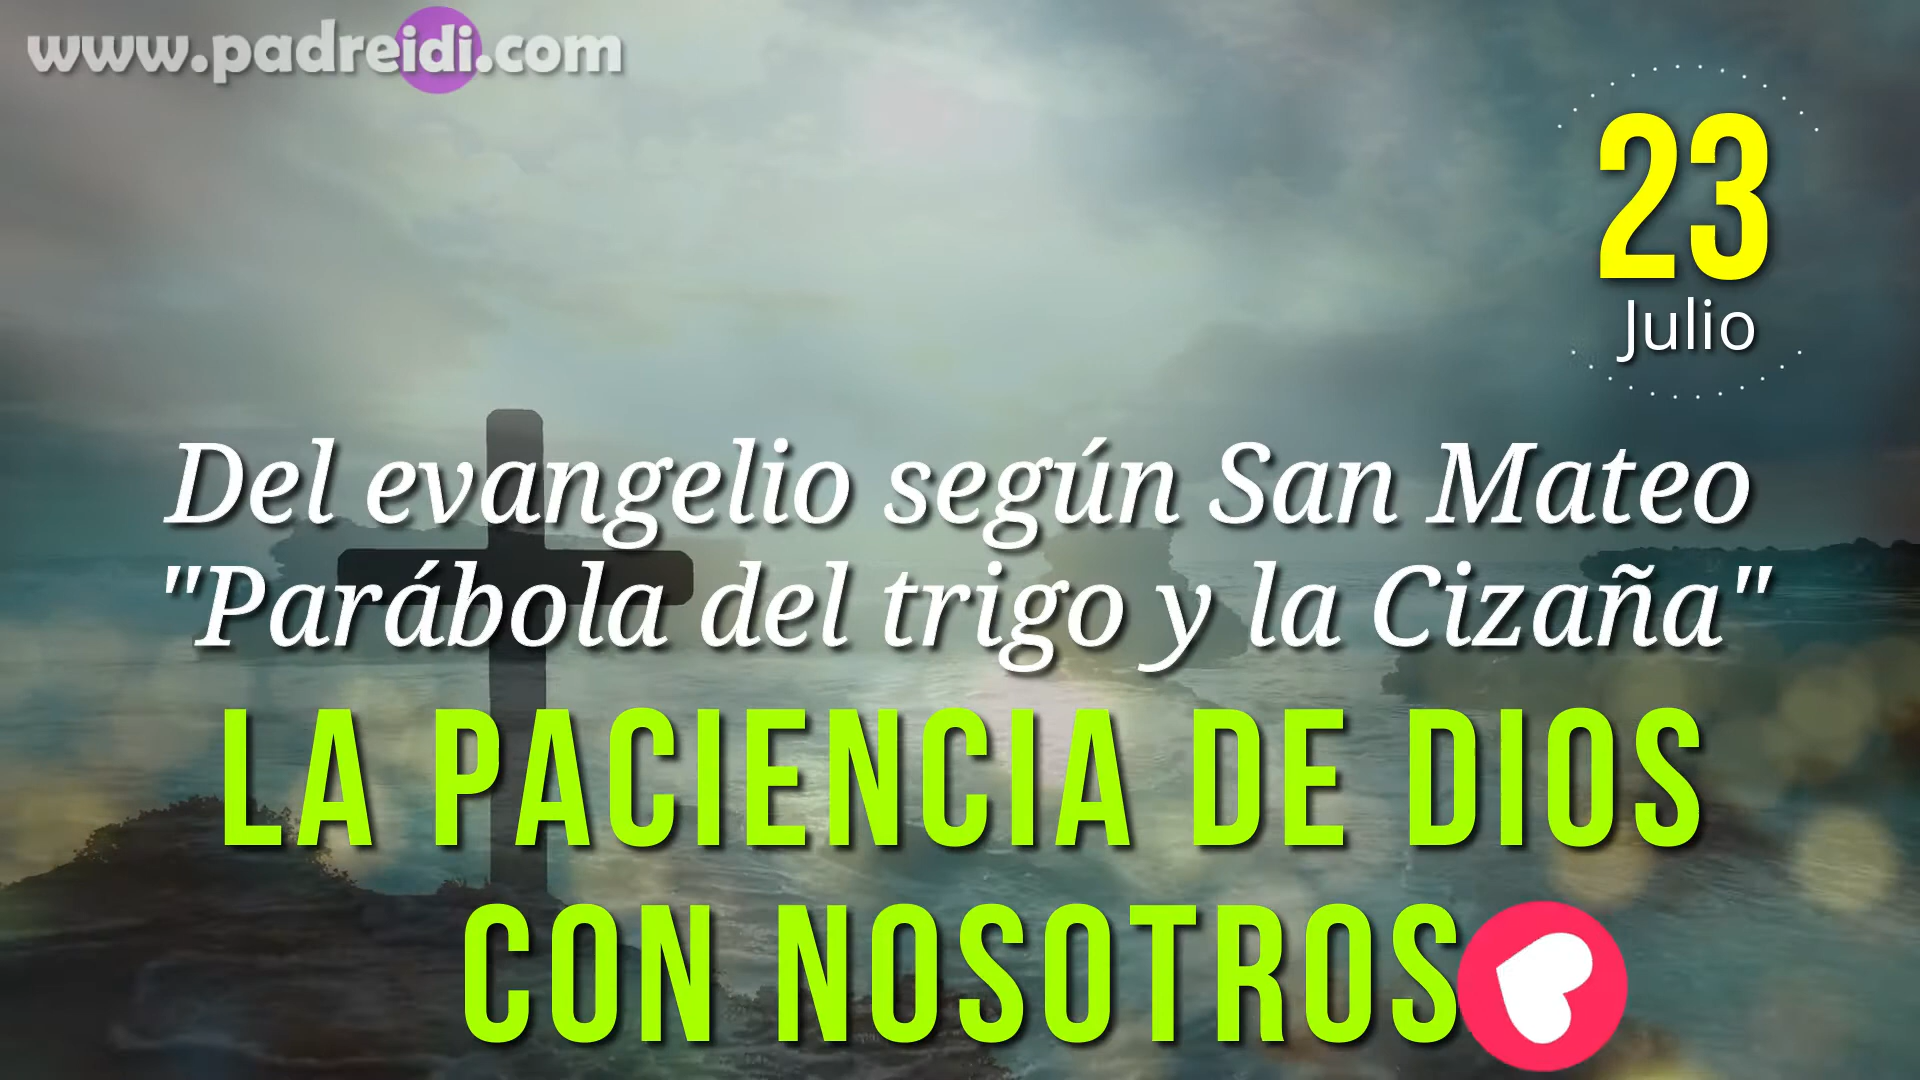 www.padreidi.com
23
Julio
Del evangelio según San Mateo
"Parábola del trigo y la Cizaña"
LA PACIENCIA DE DIOS
CON NOSOTROS